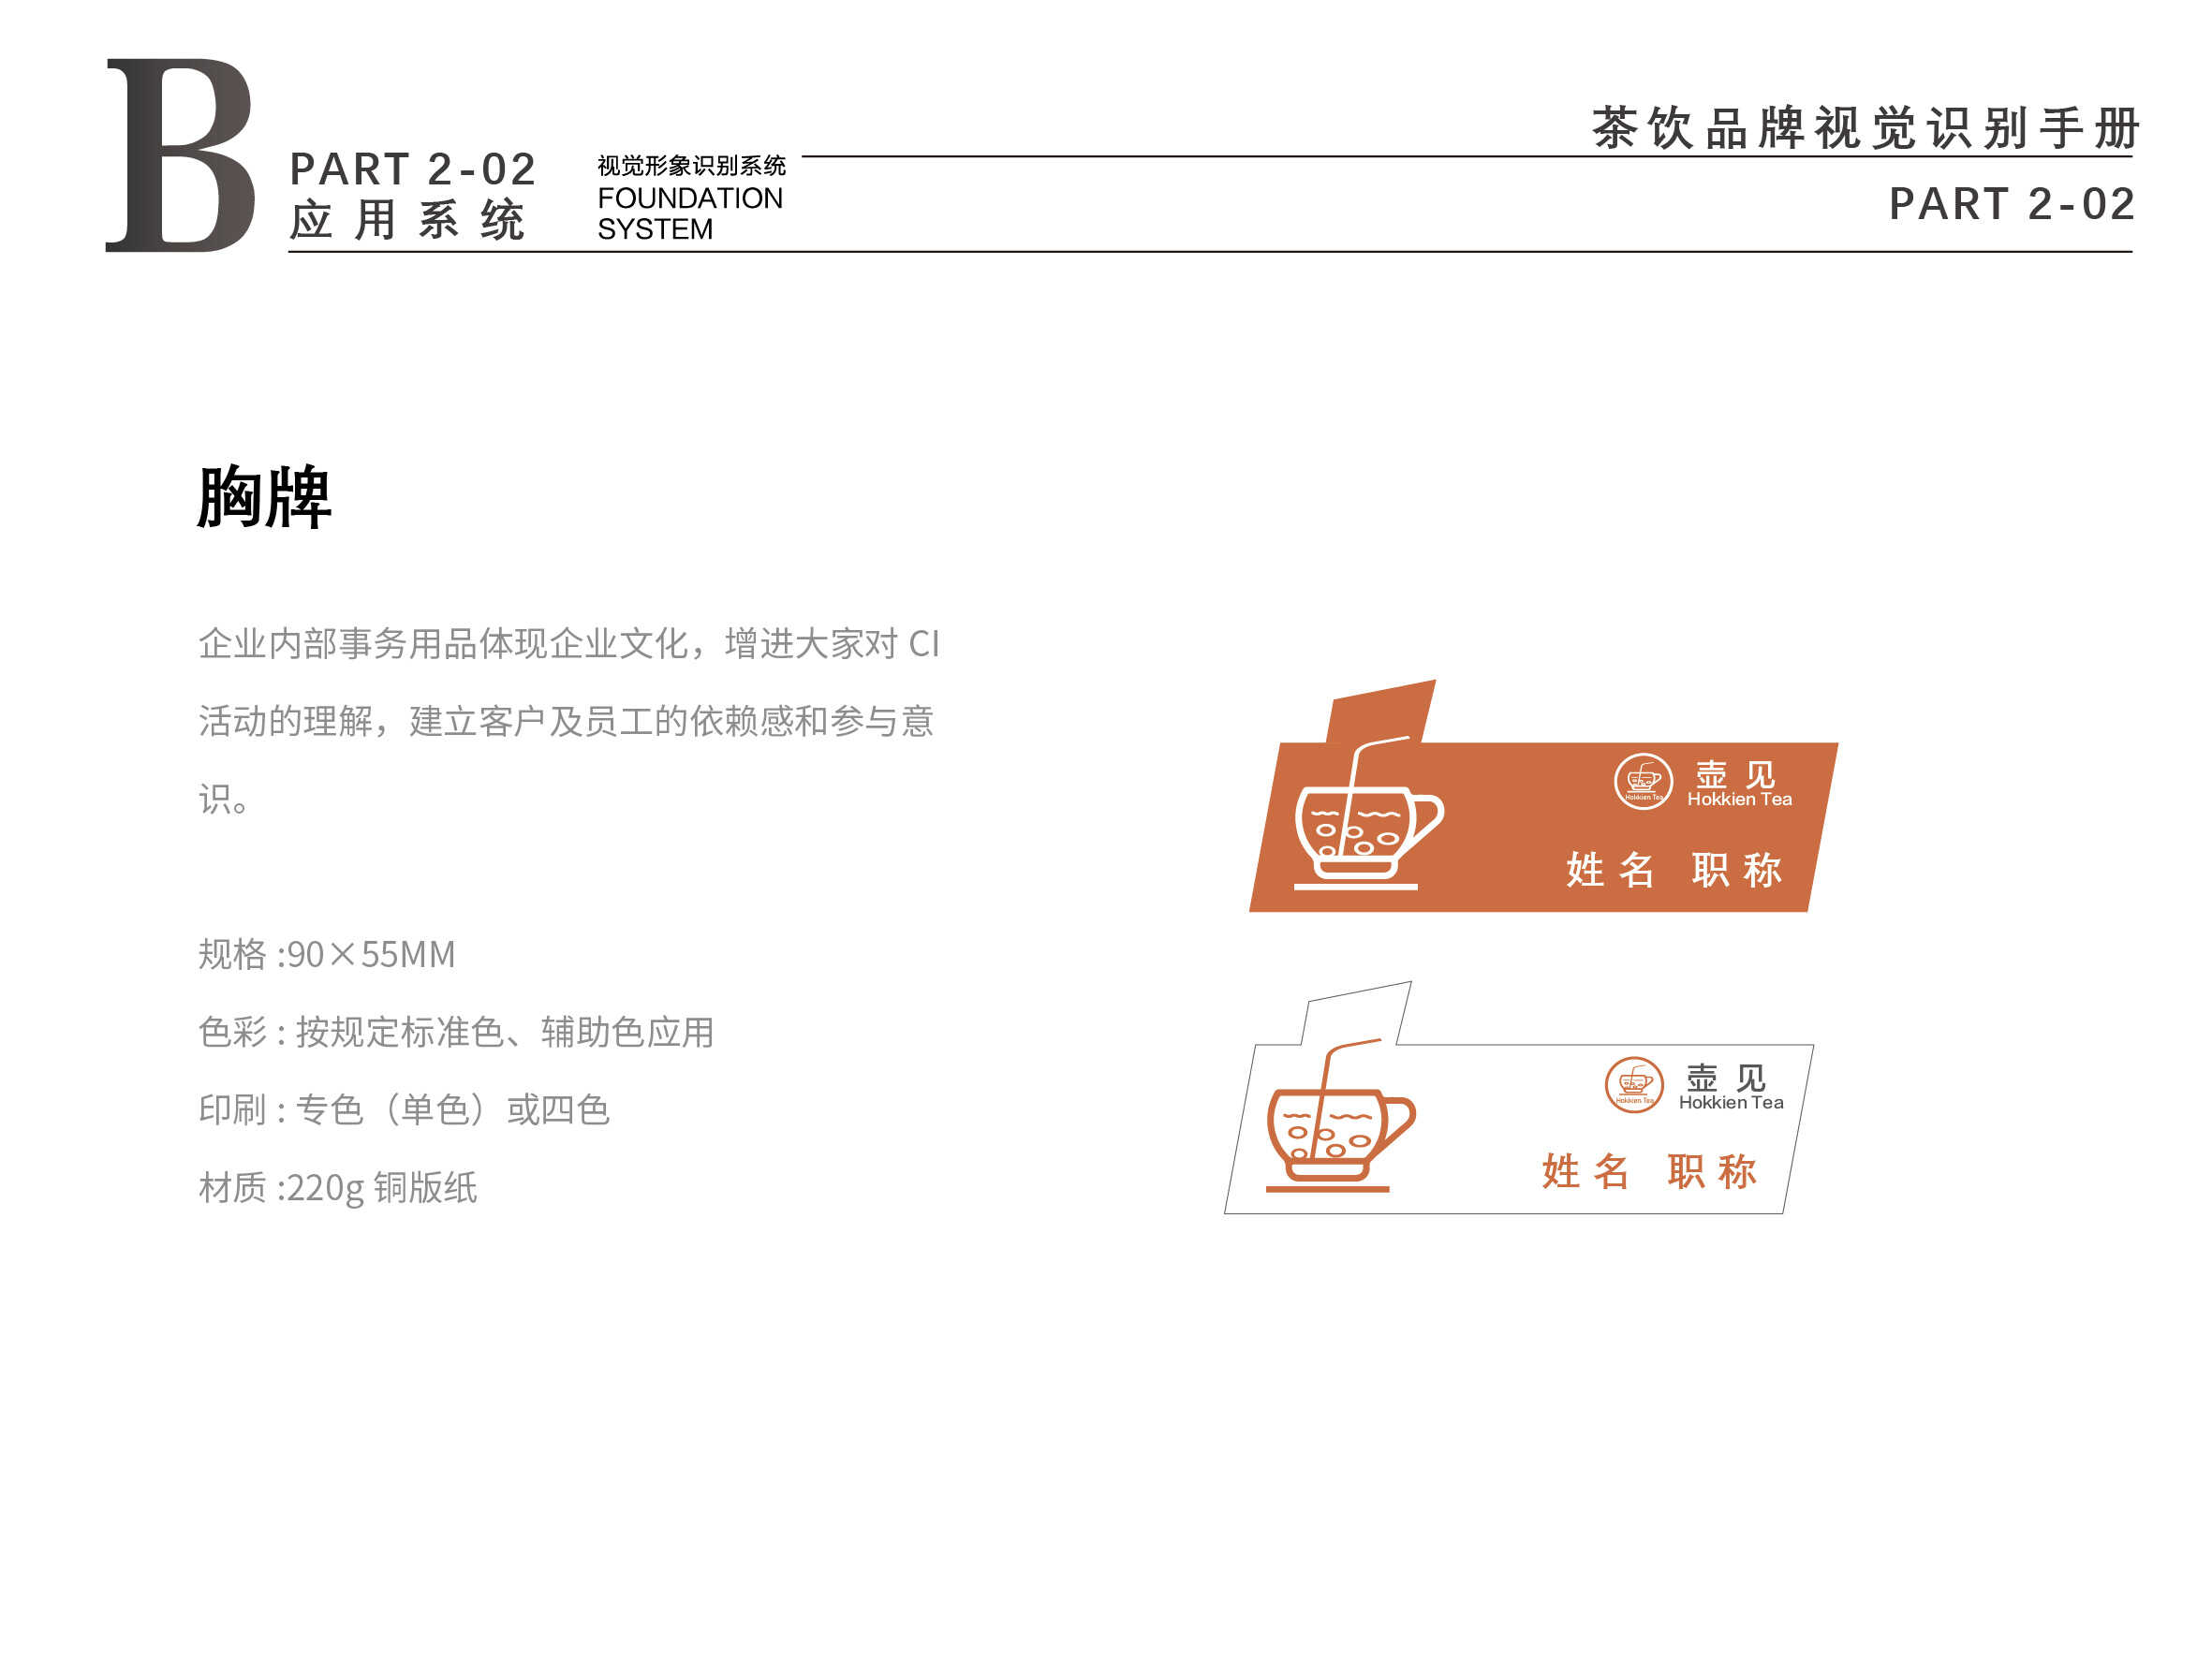 B
PART 2-02
应用系统
视觉形象识别系统
FOUNDATION
SYSTEM
茶饮品牌视觉识别手册
PART 2-02
胸牌
企业内部事务用品体现企业文化，增进大家对 CI
活动的理解，建立客户及员工的依赖感和参与意
识。
规格 :90×55MM
色彩 : 按规定标准色、辅助色应用
印刷 : 专色（单色）或四色
材质 :220g 铜版纸
Hokkien Tea
壶见
Hokkien Tea
姓名 职称
Hokkien Tea
壶见
Hokkien Tea
姓名 职称